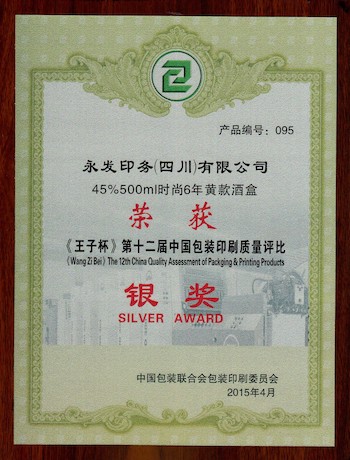 产品编号：095
永发印务(四川)有限公司
45%500ml时尚6年黄款酒盒
荣 获
《王子杯》第十二届中国包装印刷质量评比
《Wang Zi Bei》The 12th China Quality Assessment of Packging & Printing Products
银 奖
SILVER AWARD
中国包装联合会包装印刷委员会
2015年4月